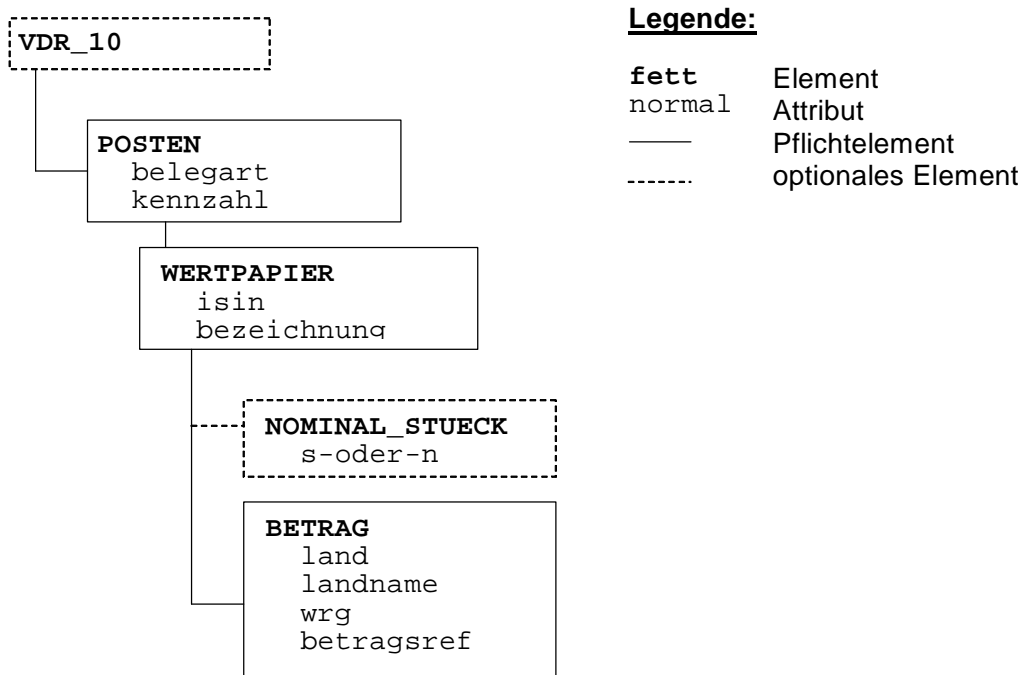 VDR_10
POSTEN
belegart
kennzahl
WERTPAPIER
isin
bezeichnung
NOMINAL_STUECK
s-oder-n
BETRAG
land
landname
wrg
betragsref
Legende:
fett Element
normal Attribut
Pflichtelement
optionales Element